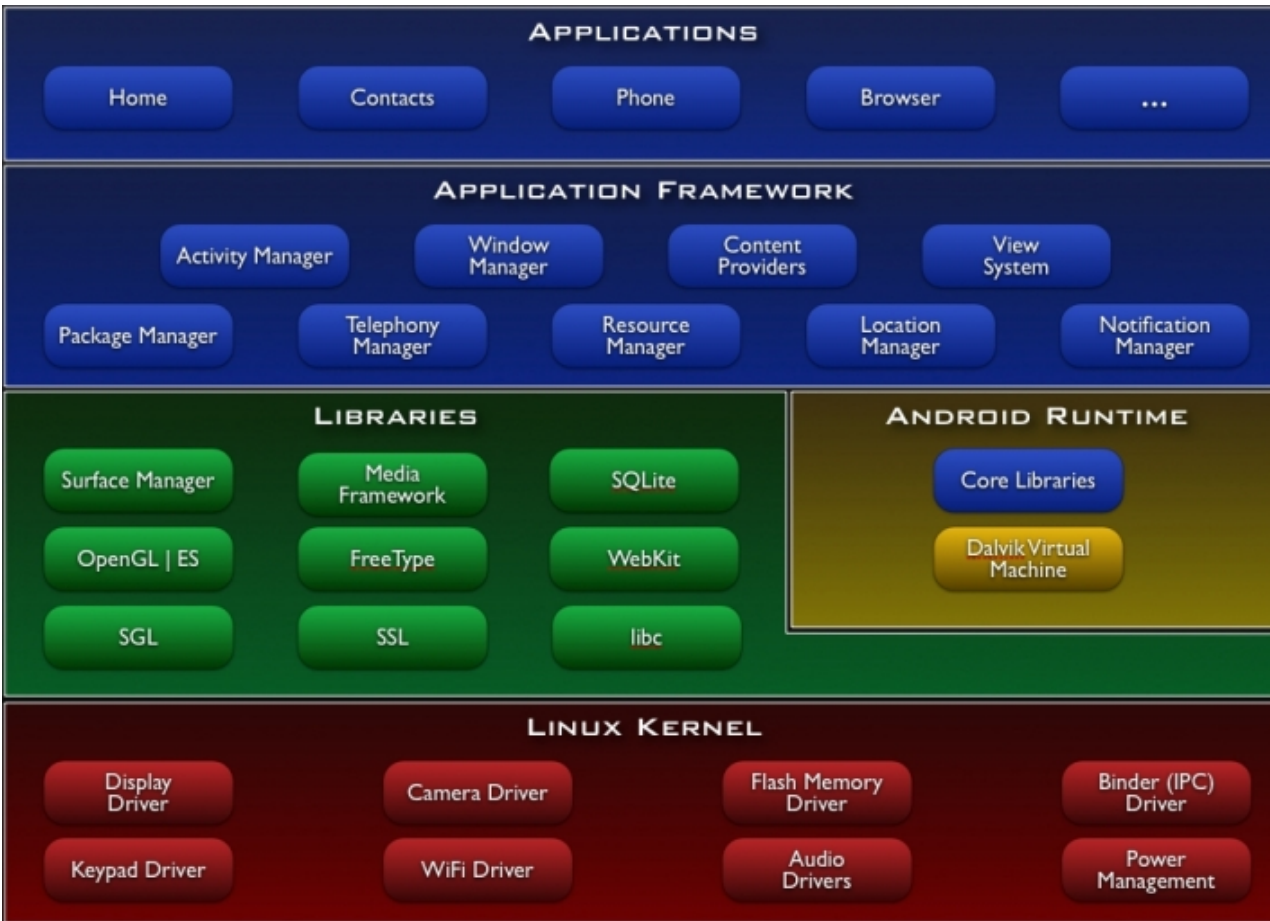 APPLICATIONS
Home
Contacts
Phone
Browser
...
APPLICATION FRAMEWORK
Activity Manager
Window
Manager
Content
Providers
View
System
Package Manager
Telephony
Manager
Resource
Manager
Location
Manager
Notification
Manager
LIBRARIES
Surface Manager
Media
Framework
SQLite
OpenGL | ES
FreeType
WebKit
SGL
SSL
libc
ANDROID RUNTIME
Core Libraries
Dalvik Virtual
Machine
LINUX KERNEL
Display
Driver
Camera Driver
Flash Memory
Driver
Binder (IPC)
Driver
Keypad Driver
WiFi Driver
Audio
Drivers
Power
Management